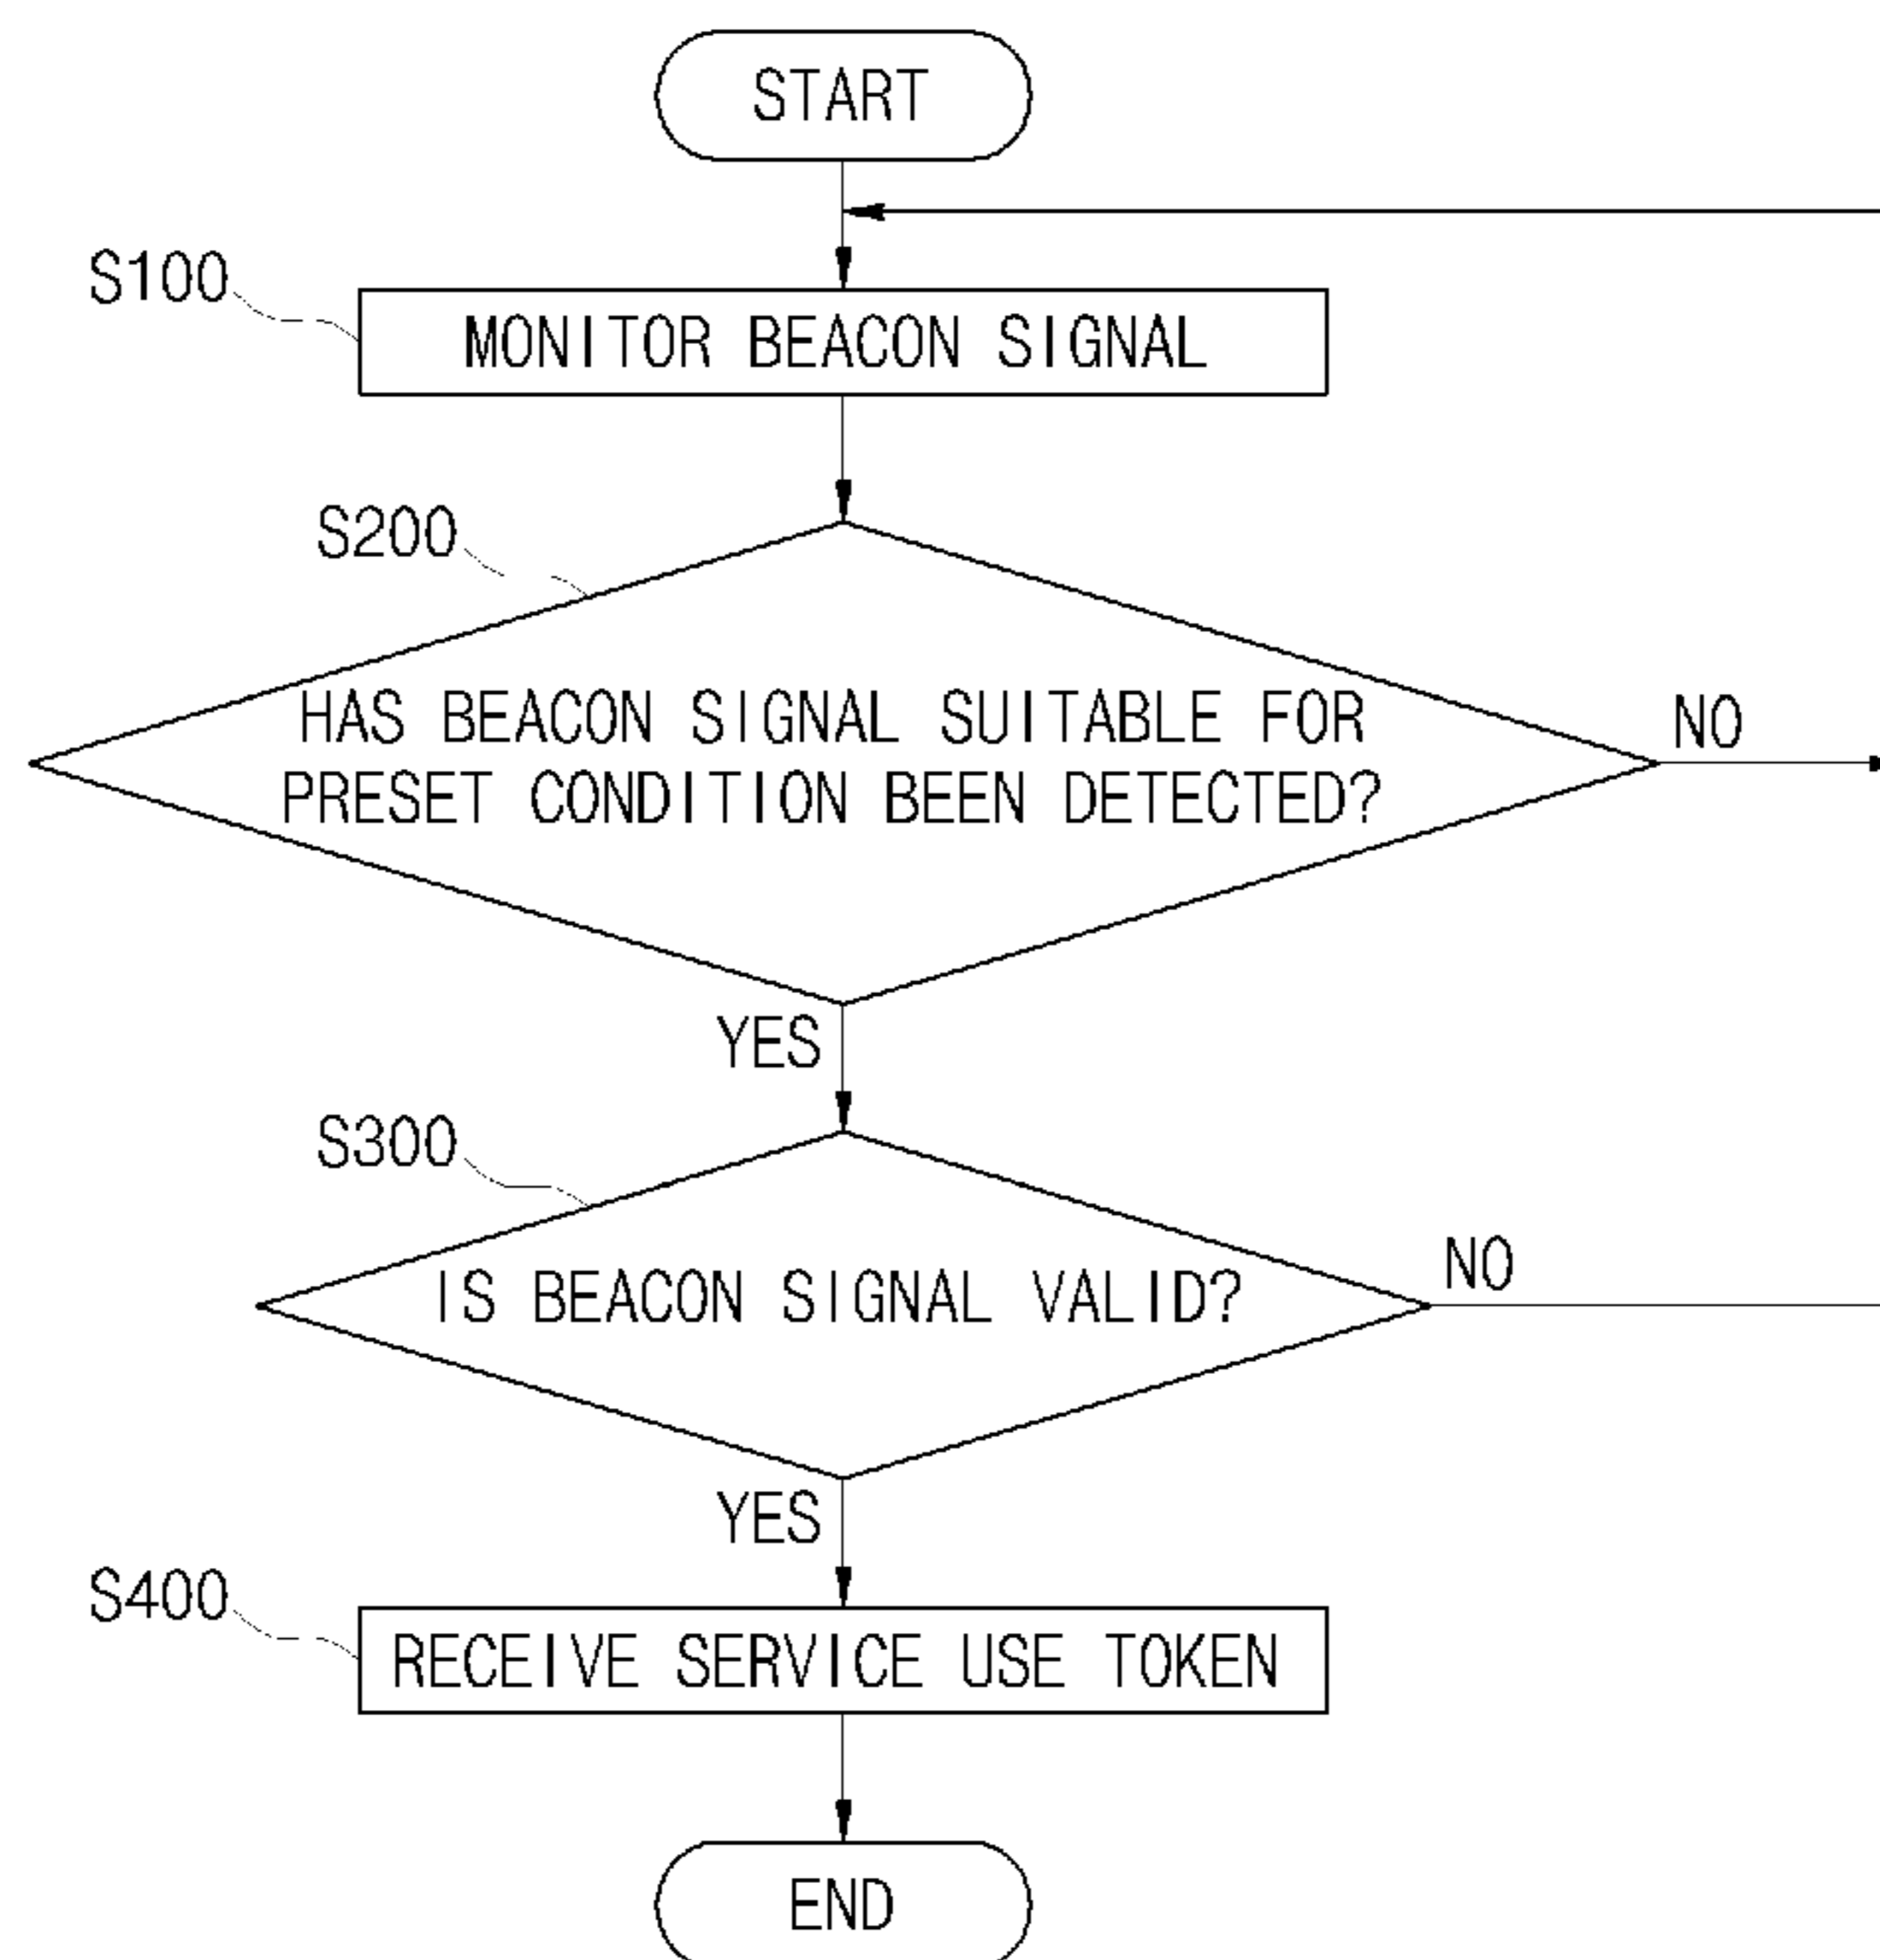 START
S100
MONITOR BEACON SIGNAL
S200
HAS BEACON SIGNAL SUITABLE FOR
PRESET CONDITION BEEN DETECTED?
NO
YES
S300
IS BEACON SIGNAL VALID?
NO
YES
S400
RECEIVE SERVICE USE TOKEN
END